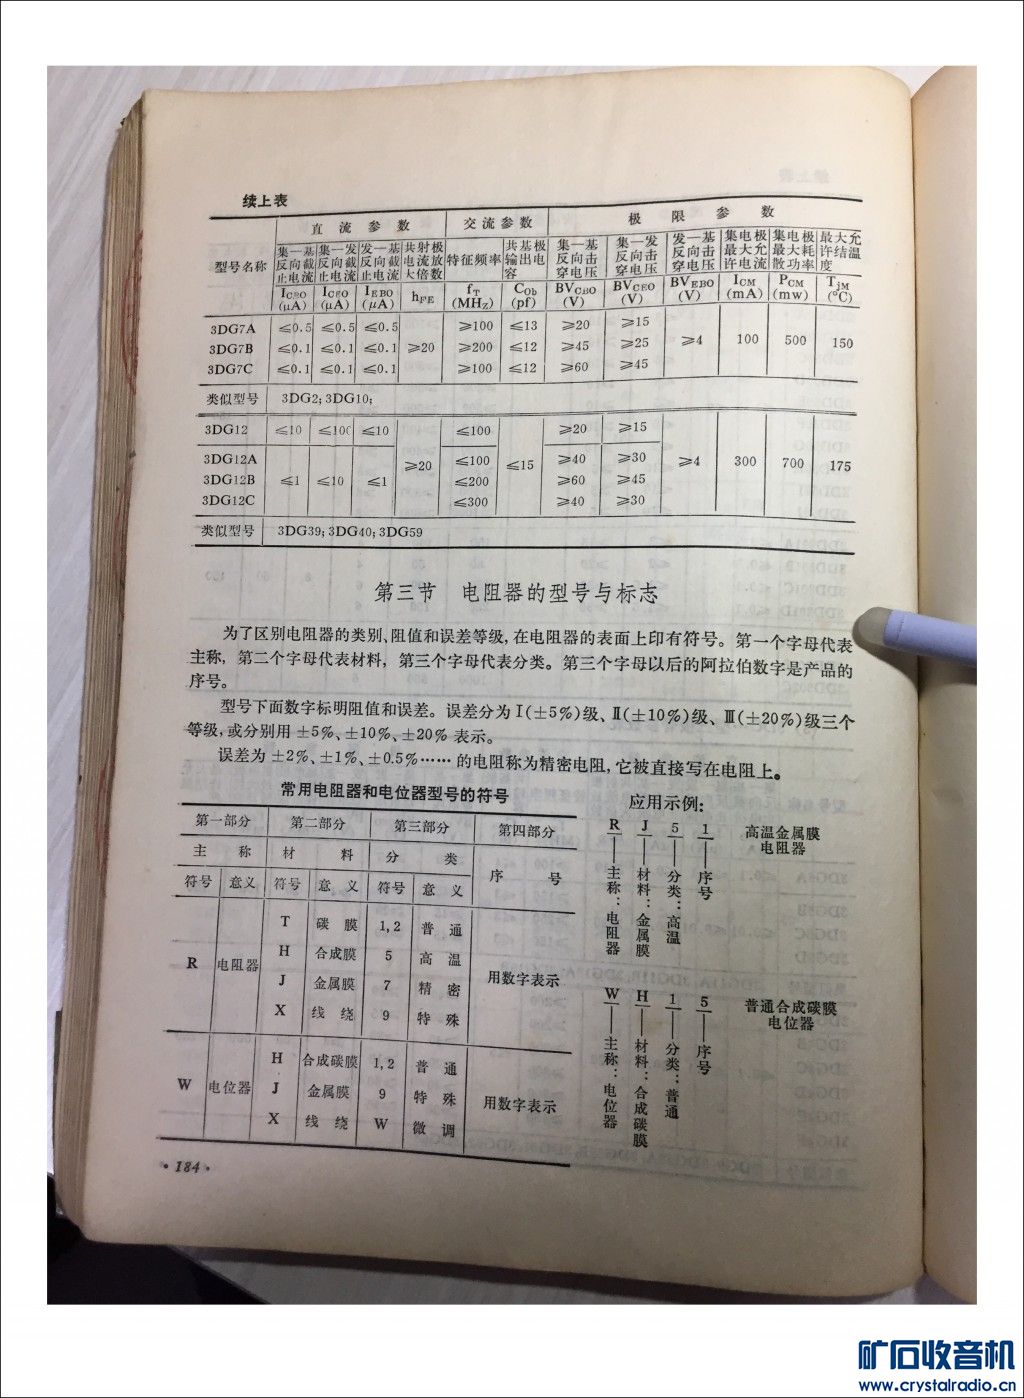 续上表
直流参数 交流参数 极限参数
型号名称 集一基反向截止电流 集一发反向截止电流 发一基反向截止电流 共射极电流放大倍数 特征频率 共基极输出电容 集一基反向击穿电压 集一发反向击穿电压 发一基反向击穿电压 集电极最大允许电流 集电极最大耗散功率 最大允许结温度
ICBO (μA) ICEO (μA) IEBO (μA) hFE fT (MHz) Cob (pf) BVCBO (V) BVCEO (V) BVEBO (V) ICM (mA) PCM (mw) TjM (℃)
3DG7A ≤0.5 ≤0.5 ≤0.5 ≥100 ≤13 ≥20 ≥15
3DG7B ≤0.1 ≤0.1 ≤0.1 ≥20 ≥200 ≤12 ≥45 ≥25 ≥4 100 500 150
3DG7C ≤0.1 ≤0.1 ≤0.1 ≥100 ≤12 ≥60 ≥45
类似型号 3DG2; 3DG10;
3DG12 ≤10 ≤100 ≤10 ≤100 ≥20 ≥15
3DG12A ≥20 ≤100 ≤15 ≥40 ≥30 ≥4 300 700 175
3DG12B ≤1 ≤10 ≤1 ≤200 ≥60 ≥45
3DG12C ≤300 ≥40 ≥30
类似型号 3DG39; 3DG40; 3DG59
第三节 电阻器的型号与标志
为了区别电阻器的类别、阻值和误差等级,在电阻器的表面上印有符号。第一个字母代表
主称,第二个字母代表材料,第三个字母代表分类。第三个字母以后的阿拉伯数字是产品的
序号。
型号下面数字标明阻值和误差。误差分为Ⅰ(±5%)级、Ⅱ(±10%)级、Ⅲ(±20%)级三个
等级,或分别用 ±5%、±10%、±20% 表示。
误差为 ±2%、±1%、±0.5%…… 的电阻称为精密电阻,它被直接写在电阻上。
常用电阻器和电位器型号的符号
第一部分 第二部分 第三部分 第四部分
主称 材料 分类 序号
符号 意义 符号 意义 符号 意义
T 碳膜 1,2 普通
R 电阻器 H 合成膜 5 高温 用数字表示
J 金属膜 7 精密
X 线绕 9 特殊
H 合成碳膜 1,2 普通
W 电位器 J 金属膜 9 特殊 用数字表示
X 线绕 W 微调
应用示例:
R J 5 1 高温金属膜
电阻器
主称:电阻器
材料:金属膜
分类:高温
序号
W H 1 5 普通合成碳膜
电位器
主称:电位器
材料:合成碳膜
分类:普通
序号
·184·
矿石收音机
www.crystalradio.cn